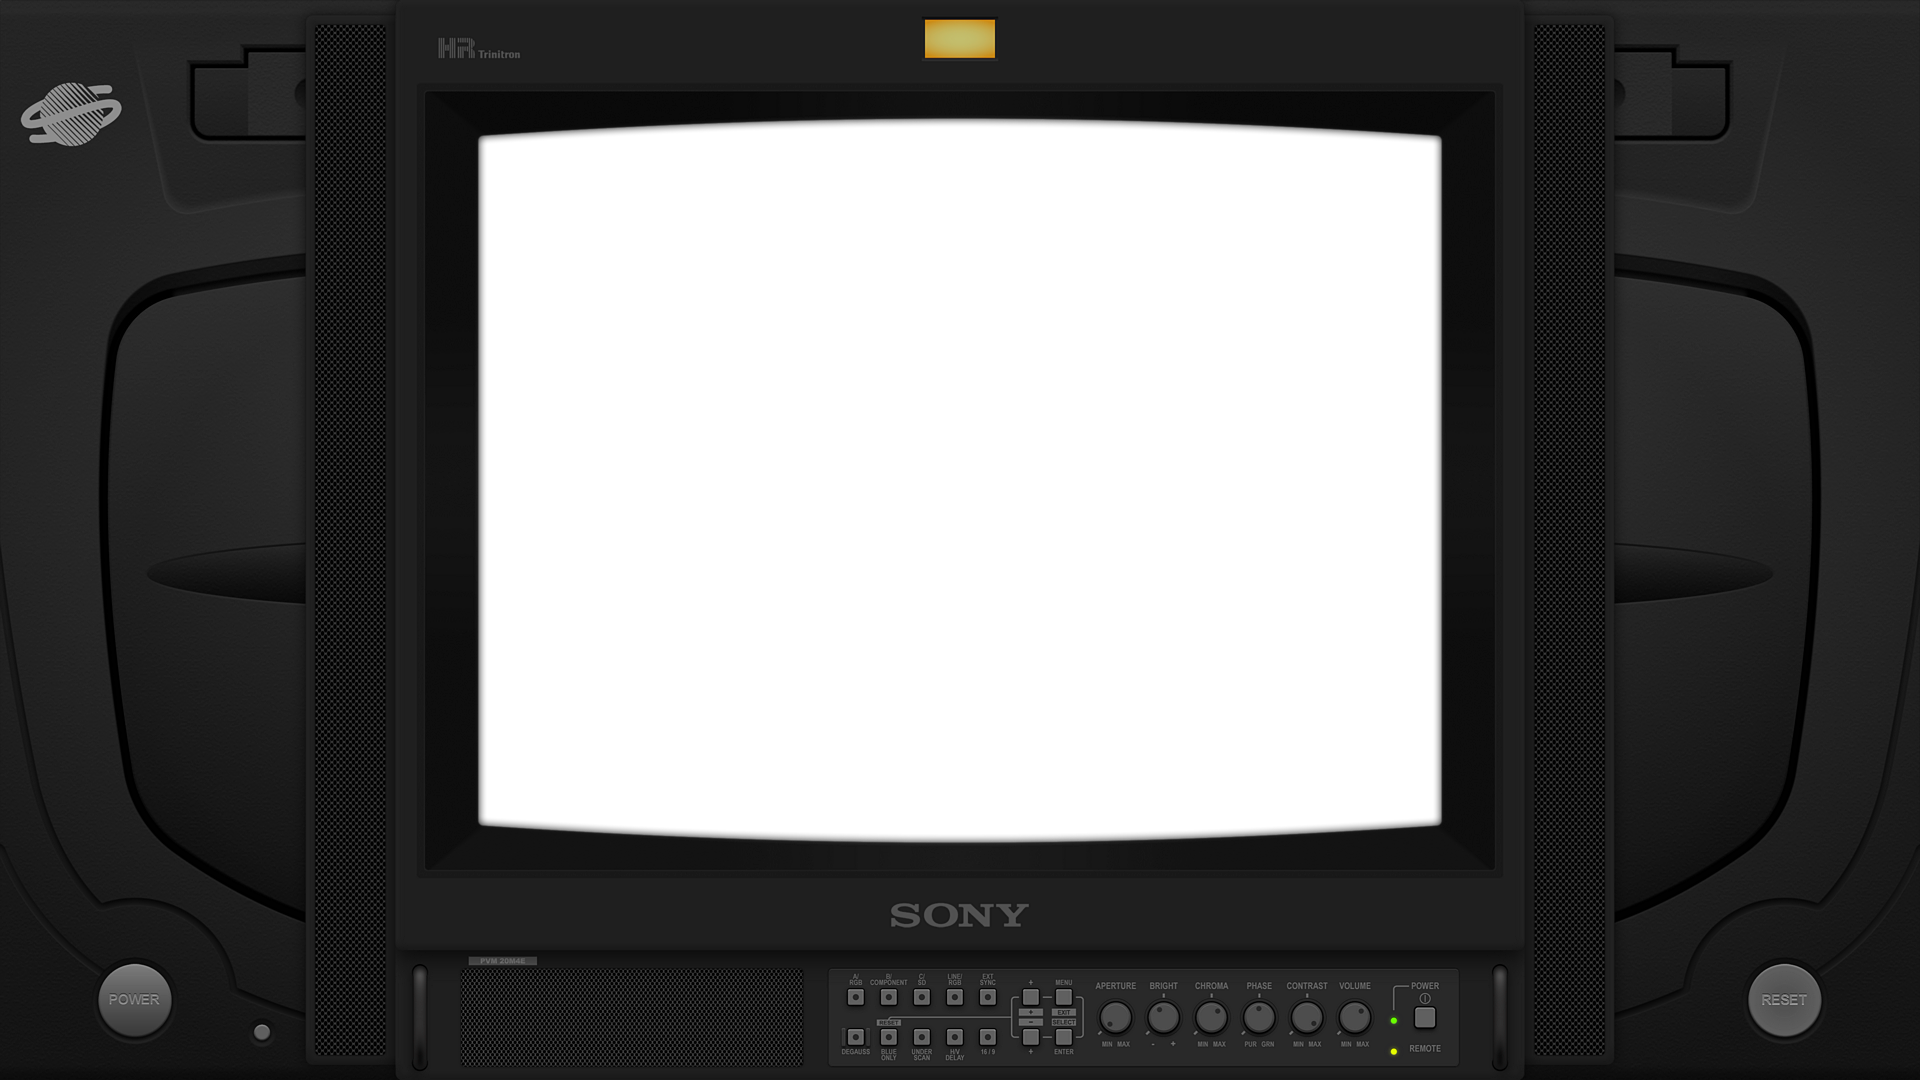 HR Trinitron
SONY
PVM 20M4E
A/ RGB
B/ COMPONENT
C/ SD
LINE/ RGB
EXT SYNC
+
MENU
+
EXIT
-
SELECT
RESET
DEGAUSS
BLUE ONLY
UNDER SCAN
H/V DELAY
16 / 9
+
ENTER
APERTURE
BRIGHT
CHROMA
PHASE
CONTRAST
VOLUME
MIN MAX
- +
MIN MAX
PUR GRN
MIN MAX
MIN MAX
POWER
REMOTE
POWER
RESET